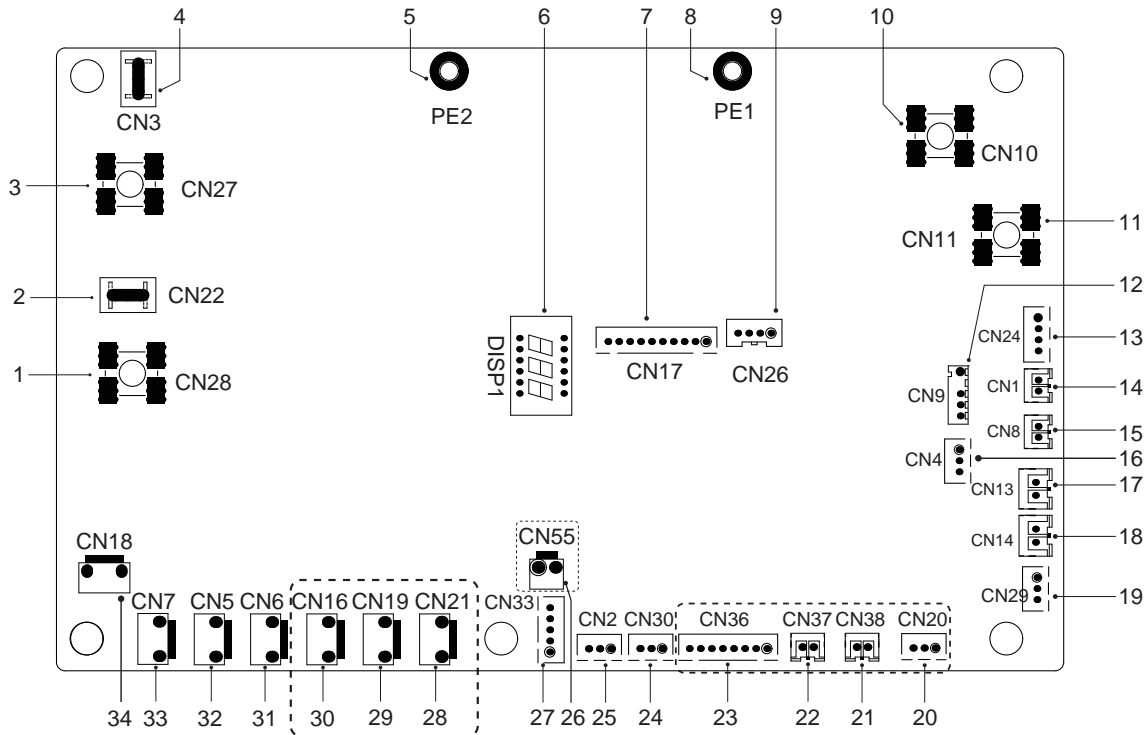 4
5
6
7
8
9
10
CN3
PE2
PE1
CN10
3
CN27
CN11
11
2
CN22
12
DISP1
CN17
CN26
CN24
13
1
CN28
CN9
CN1
14
CN8
15
CN4
16
CN13
17
CN18
CN55
CN14
18
CN7
CN5
CN6
CN16
CN19
CN21
CN33
CN2
CN30
CN36
CN37
CN38
CN20
CN29
19
34
33
32
31
30
29
28
27
26
25
24
23
22
21
20